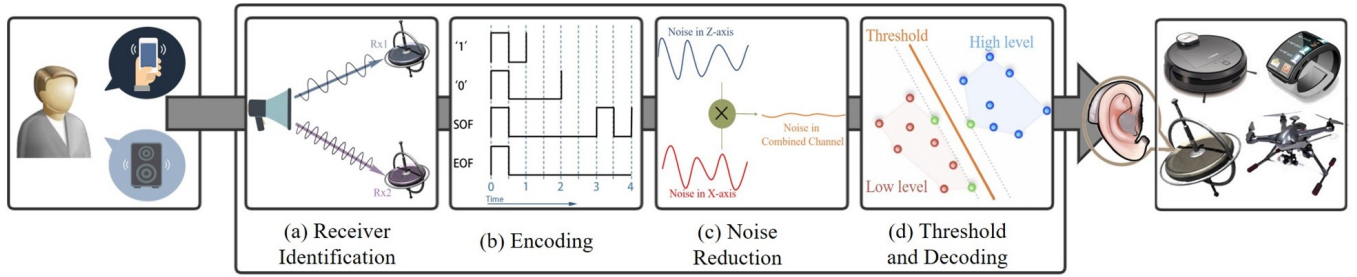 Rx1
Rx2
(a) Receiver
Identification
‘1’
‘0’
SOF
EOF
0
1
2
3
4
Time
(b) Encoding
Noise in Z-axis
Noise in
Combined Channel
Noise in X-axis
(c) Noise
Reduction
Threshold
High level
Low level
(d) Threshold
and Decoding